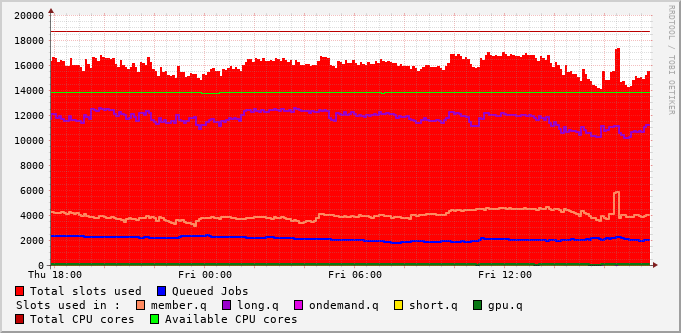 20000
18000
16000
14000
12000
10000
8000
6000
4000
2000
0
Thu 18:00 Fri 00:00 Fri 06:00 Fri 12:00
Total slots used Queued Jobs
Slots used in : member.q long.q ondemand.q short.q gpu.q
Total CPU cores Available CPU cores
RRDTOOL / TOBI OETIKER